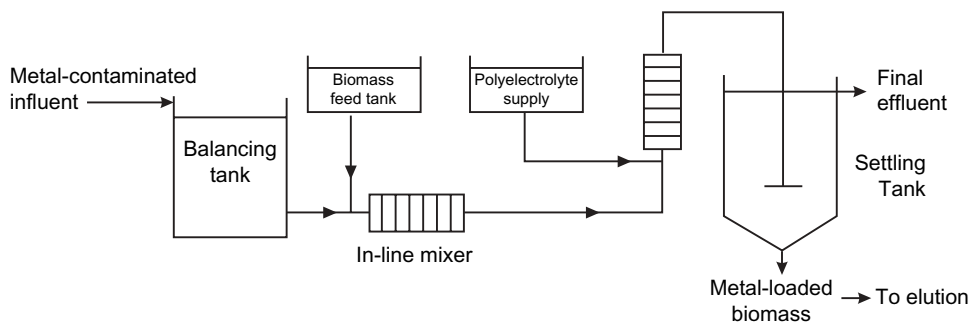 Metal-contaminated
influent
Balancing
tank
Biomass
feed tank
Polyelectrolyte
supply
In-line mixer
Final
effluent
Settling
Tank
Metal-loaded
biomass
To elution